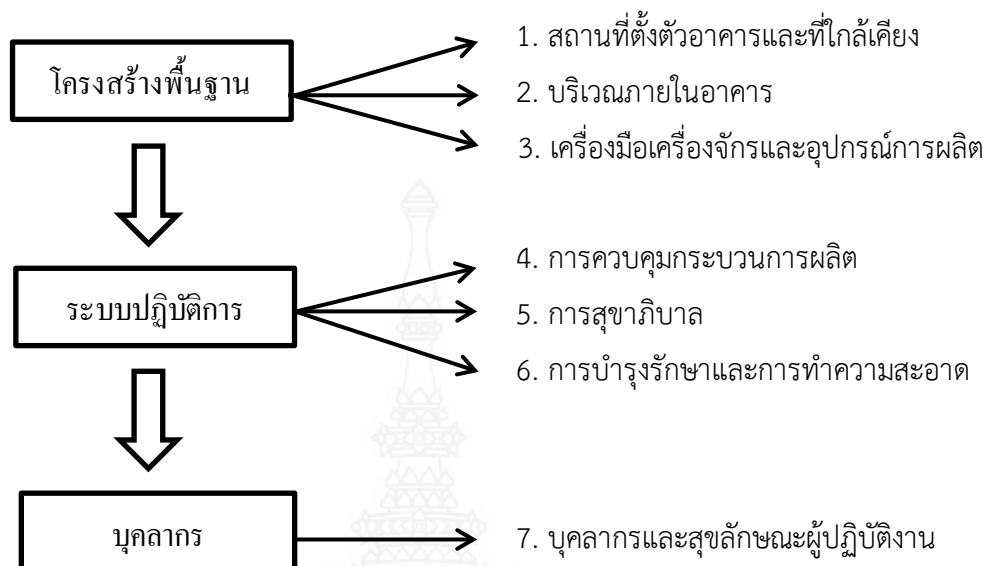 โครงสร้างพื้นฐาน
1. สถานที่ตั้งตัวอาคารและที่ใกล้เคียง
2. บริเวณภายในอาคาร
3. เครื่องมือเครื่องจักรและอุปกรณ์การผลิต
ระบบปฏิบัติการ
4. การควบคุมกระบวนการผลิต
5. การสุขาภิบาล
6. การบำรุงรักษาและการทำความสะอาด
บุคลากร
7. บุคลากรและสุขลักษณะผู้ปฏิบัติงาน